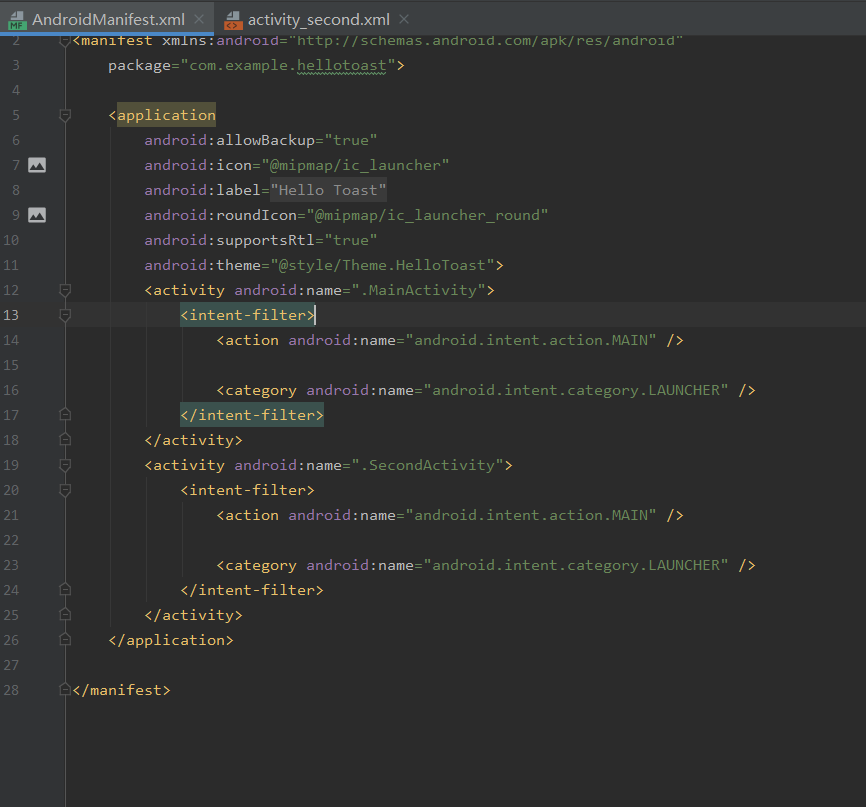 AndroidManifest.xml activity_second.xml
2 <manifest xmlns:android="http://schemas.android.com/apk/res/android"
3 package="com.example.hellotoast">
4
5 <application
6 android:allowBackup="true"
7 android:icon="@mipmap/ic_launcher"
8 android:label="Hello Toast"
9 android:roundIcon="@mipmap/ic_launcher_round"
10 android:supportsRtl="true"
11 android:theme="@style/Theme.HelloToast">
12 <activity android:name=".MainActivity">
13 <intent-filter>
14 <action android:name="android.intent.action.MAIN" />
15
16 <category android:name="android.intent.category.LAUNCHER" />
17 </intent-filter>
18 </activity>
19 <activity android:name=".SecondActivity">
20 <intent-filter>
21 <action android:name="android.intent.action.MAIN" />
22
23 <category android:name="android.intent.category.LAUNCHER" />
24 </intent-filter>
25 </activity>
26 </application>
27
28 </manifest>